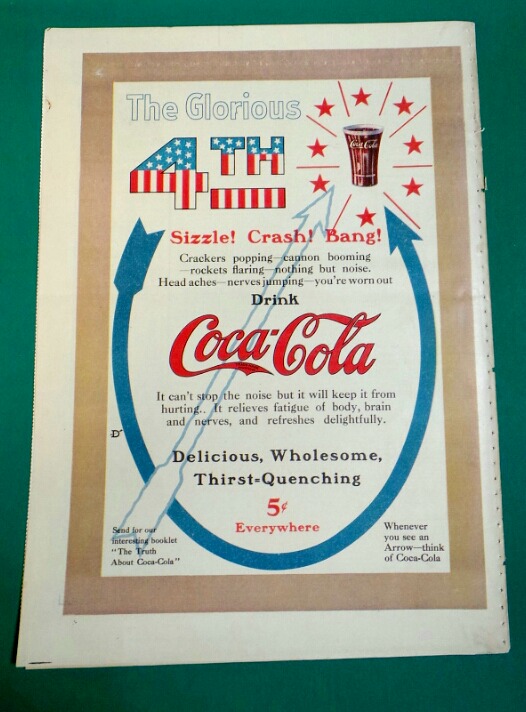 The Glorious
4TH
Coca-Cola
Sizzle! Crash! Bang!
Crackers popping—cannon booming
—rockets flaring—nothing but noise.
Head aches—nerves jumping—you're worn out
Drink
Coca-Cola
It can't stop the noise but it will keep it from
hurting.. It relieves fatigue of body, brain
and nerves, and refreshes delightfully.
Delicious, Wholesome,
Thirst=Quenching
5¢
Everywhere
Send for our
interesting booklet
"The Truth
About Coca-Cola"
Whenever
you see an
Arrow—think
of Coca-Cola